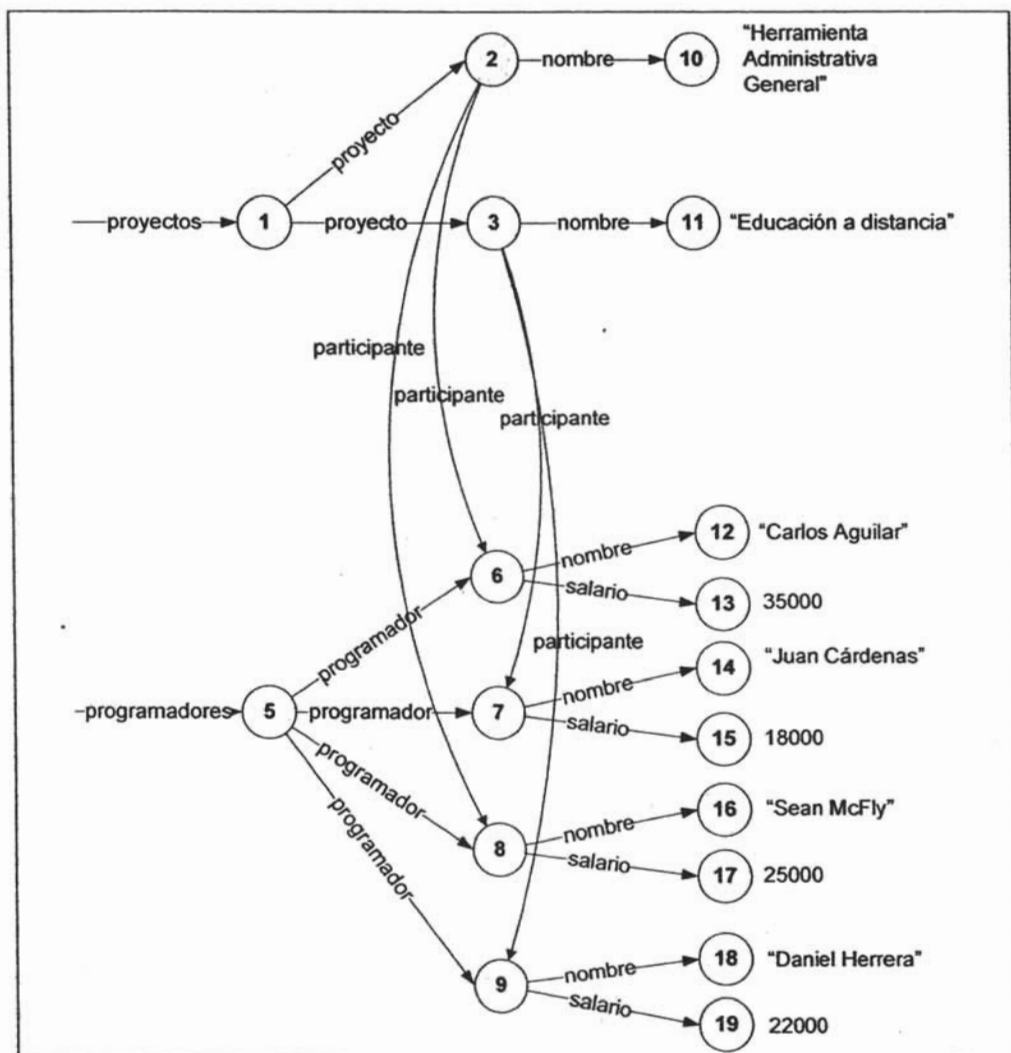 2 nombre 10 “Herramienta
Administrativa
General”
proyecto
proyectos 1 proyecto 3 nombre 11 “Educación a distancia”
participante
participante
participante
12 “Carlos Aguilar”
nombre
6
salario
13 35000
programador
participante
14 “Juan Cárdenas”
nombre
programadores 5 programador 7
salario
15 18000
programador
16 “Sean McFly”
nombre
8
salario
17 25000
programador
18 “Daniel Herrera”
nombre
9
salario
19 22000